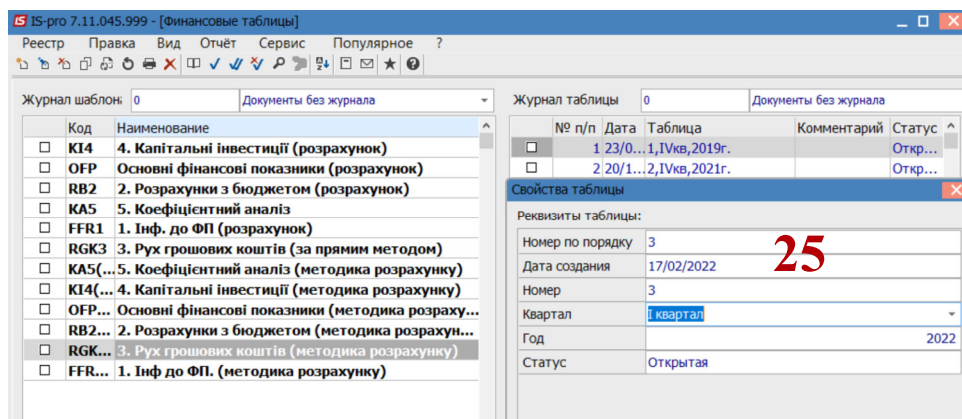 IS-pro 7.11.045.999 - [Финансовые таблицы]
Реестр Правка Вид Отчёт Сервис Популярное ?
Журнал шаблон 0 Документы без журнала
Код Наименование
KI4 4. Капітальні інвестиції (розрахунок)
OFP Основні фінансові показники (розрахунок)
RB2 2. Розрахунки з бюджетом (розрахунок)
KA5 5. Коефіцієнтний аналіз
FFR1 1. Інф. до ФП (розрахунок)
RGK3 3. Рух грошових коштів (за прямим методом)
KA5(... 5. Коефіцієнтний аналіз (методика розрахунку)
KI4(... 4. Капітальні інвестиції (методика розрахунку)
OFP... Основні фінансові показники (методика розраху...
RB2... 2. Розрахунки з бюджетом (методика розрахун...
RGK... 3. Рух грошових коштів (методика розрахунку)
FFR... 1. Інф до ФП. (методика розрахунку)
Журнал таблицы 0 Документы без журнала
№ п/п Дата Таблица Комментарий Статус
1 23/0... 1,IVкв,2019г. Откр...
2 20/1... 2,IVкв,2021г. Откр...
Свойства таблицы
Реквизиты таблицы:
Номер по порядку 3
25
Дата создания 17/02/2022
Номер 3
Квартал I квартал
Год 2022
Статус Открытая